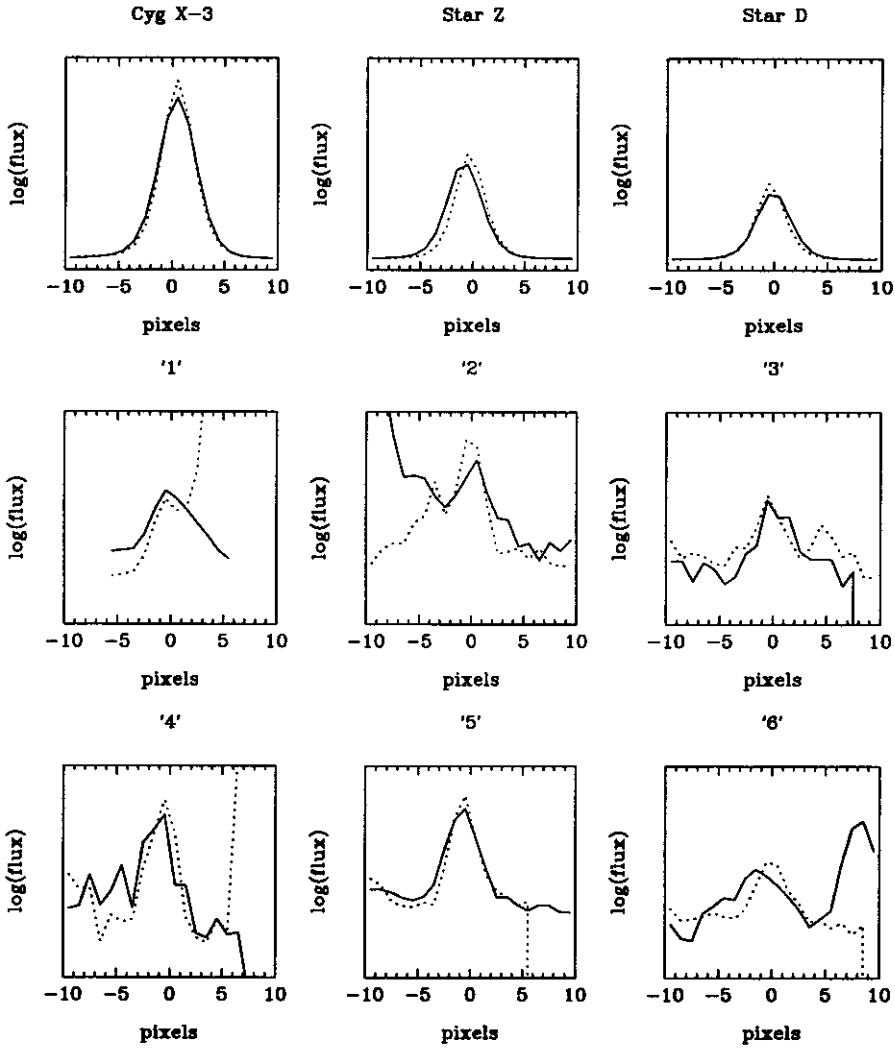 Cyg X-3 Star Z Star D
log(flux) log(flux) log(flux)
-10 -5 0 5 10 -10 -5 0 5 10 -10 -5 0 5 10
pixels pixels pixels
'1' '2' '3'
log(flux) log(flux) log(flux)
-10 -5 0 5 10 -10 -5 0 5 10 -10 -5 0 5 10
pixels pixels pixels
'4' '5' '6'
log(flux) log(flux) log(flux)
-10 -5 0 5 10 -10 -5 0 5 10 -10 -5 0 5 10
pixels pixels pixels